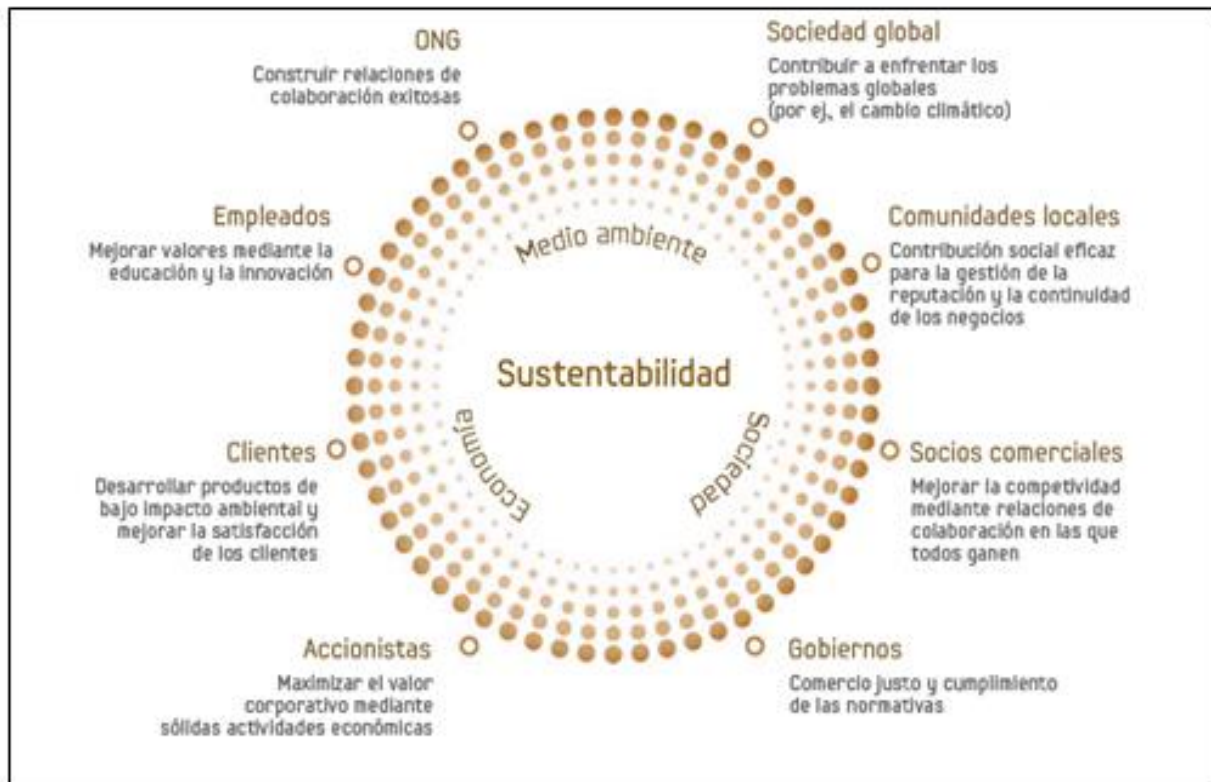 ONG
Construir relaciones de
colaboración exitosas
Sociedad global
Contribuir a enfrentar los
problemas globales
(por ej., el cambio climático)
Empleados
Mejorar valores mediante la
educación y la innovación
Comunidades locales
Contribución social eficaz
para la gestión de la
reputación y la continuidad
de los negocios
Medio ambiente
Sustentabilidad
Economía
Sociedad
Clientes
Desarrollar productos de
bajo impacto ambiental y
mejorar la satisfacción
de los clientes
Socios comerciales
Mejorar la competividad
mediante relaciones de
colaboración en las que
todos ganen
Accionistas
Maximizar el valor
corporativo mediante
sólidas actividades económicas
Gobiernos
Comercio justo y cumplimiento
de las normativas